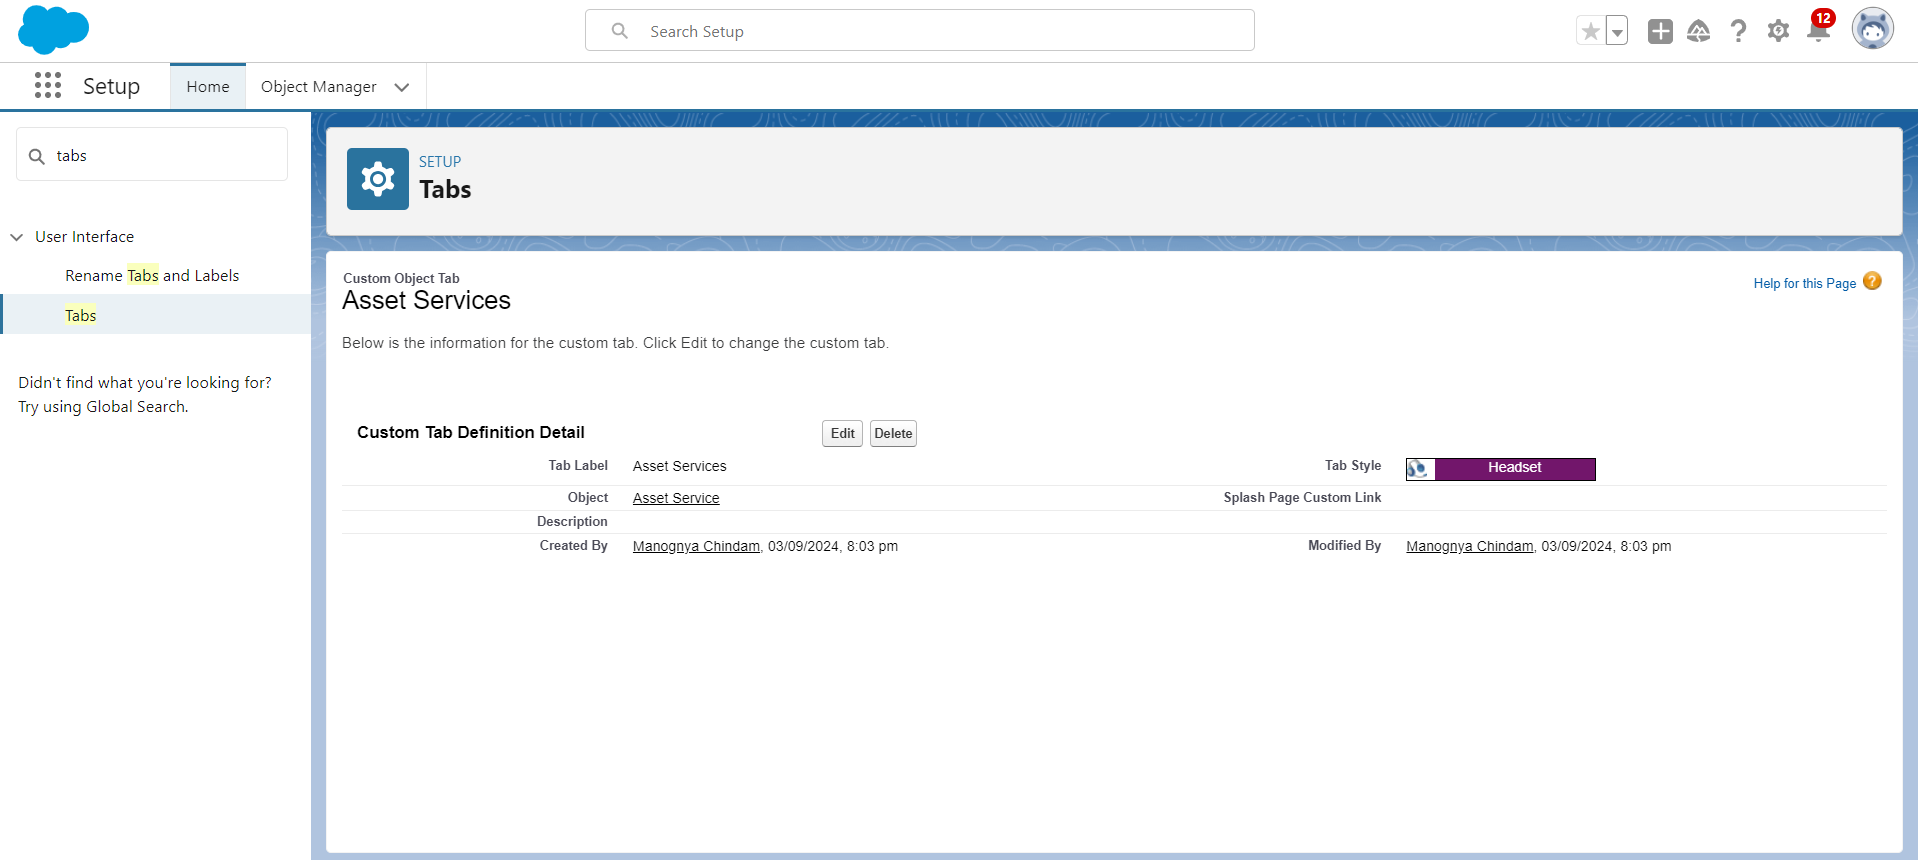 Search Setup
12
Setup
Home
Object Manager
tabs
SETUP
Tabs
User Interface
Rename Tabs and Labels
Tabs
Didn't find what you're looking for?
Try using Global Search.
Custom Object Tab
Asset Services
Help for this Page ?
Below is the information for the custom tab. Click Edit to change the custom tab.
Custom Tab Definition Detail
Edit
Delete
Tab Label Asset Services Tab Style Headset
Object Asset Service Splash Page Custom Link
Description
Created By Manognya Chindam, 03/09/2024, 8:03 pm Modified By Manognya Chindam, 03/09/2024, 8:03 pm